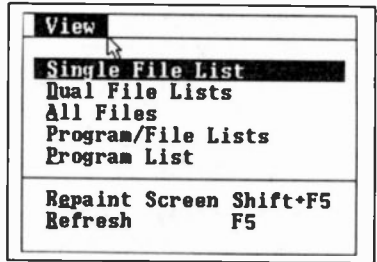 View
Single File List
Dual File Lists
All Files
Program/File Lists
Program List
Repaint Screen Shift+F5
Refresh F5